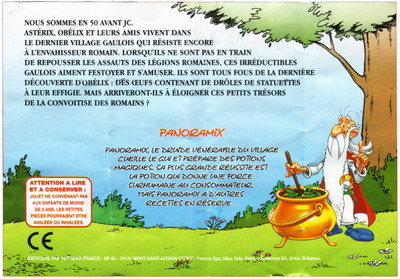 NOUS SOMMES EN 50 AVANT JC.
ASTÉRIX, OBÉLIX ET LEURS AMIS VIVENT DANS
LE DERNIER VILLAGE GAULOIS QUI RÉSISTE ENCORE
À L'ENVAHISSEUR ROMAIN. LORSQU'ILS NE SONT PAS EN TRAIN
DE REPOUSSER LES ASSAUTS DES LÉGIONS ROMAINES, CES IRRÉDUCTIBLES
GAULOIS AIMENT FESTOYER ET S'AMUSER. ILS SONT TOUS FOUS DE LA DERNIÈRE
DÉCOUVERTE D'OBÉLIX : DES ŒUFS CONTENANT DE DRÔLES DE STATUETTES
À LEUR EFFIGIE. MAIS ARRIVERONT-ILS À ÉLOIGNER CES PETITS TRÉSORS
DE LA CONVOITISE DES ROMAINS ?
PANORAMIX
PANORAMIX, LE DRUIDE VÉNÉRABLE DU VILLAGE
CUEILLE LE GUI ET PRÉPARE DES POTIONS
MAGIQUES. SA PLUS GRANDE RÉUSSITE EST
LA POTION QUI DONNE UNE FORCE
SURHUMAINE AU CONSOMMATEUR.
MAIS PANORAMIX A D'AUTRES
RECETTES EN RÉSERVE...
ATTENTION A LIRE
ET A CONSERVER :
JOUET NE CONVENANT PAS
AUX ENFANTS DE MOINS
DE 3 ANS. LES PETITES
PIÈCES POURRAIENT ETRE
AVALÉES OU INHALÉES.
CE
DISTRIBUÉ PAR FERRERO FRANCE - 76131 MONT-SAINT-AIGNAN CEDEX